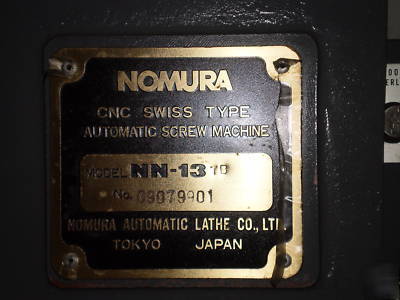 NOMURA
CNC SWISS TYPE
AUTOMATIC SCREW MACHINE
MODEL NN-13
No. 09079901
NOMURA AUTOMATIC LATHE CO., LTD.
TOKYO JAPAN